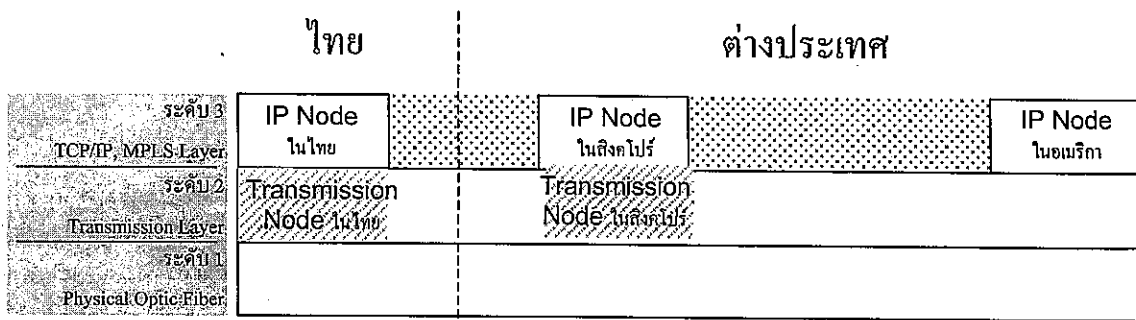 ไทย
ต่างประเทศ
ระดับ 3
TCP/IP, MPLS Layer
IP Node
ในไทย
IP Node
ในสิงคโปร์
IP Node
ในอเมริกา
ระดับ 2
Transmission Layer
Transmission
Node ในไทย
Transmission
Node ในสิงคโปร์
ระดับ 1
Physical Optic Fiber